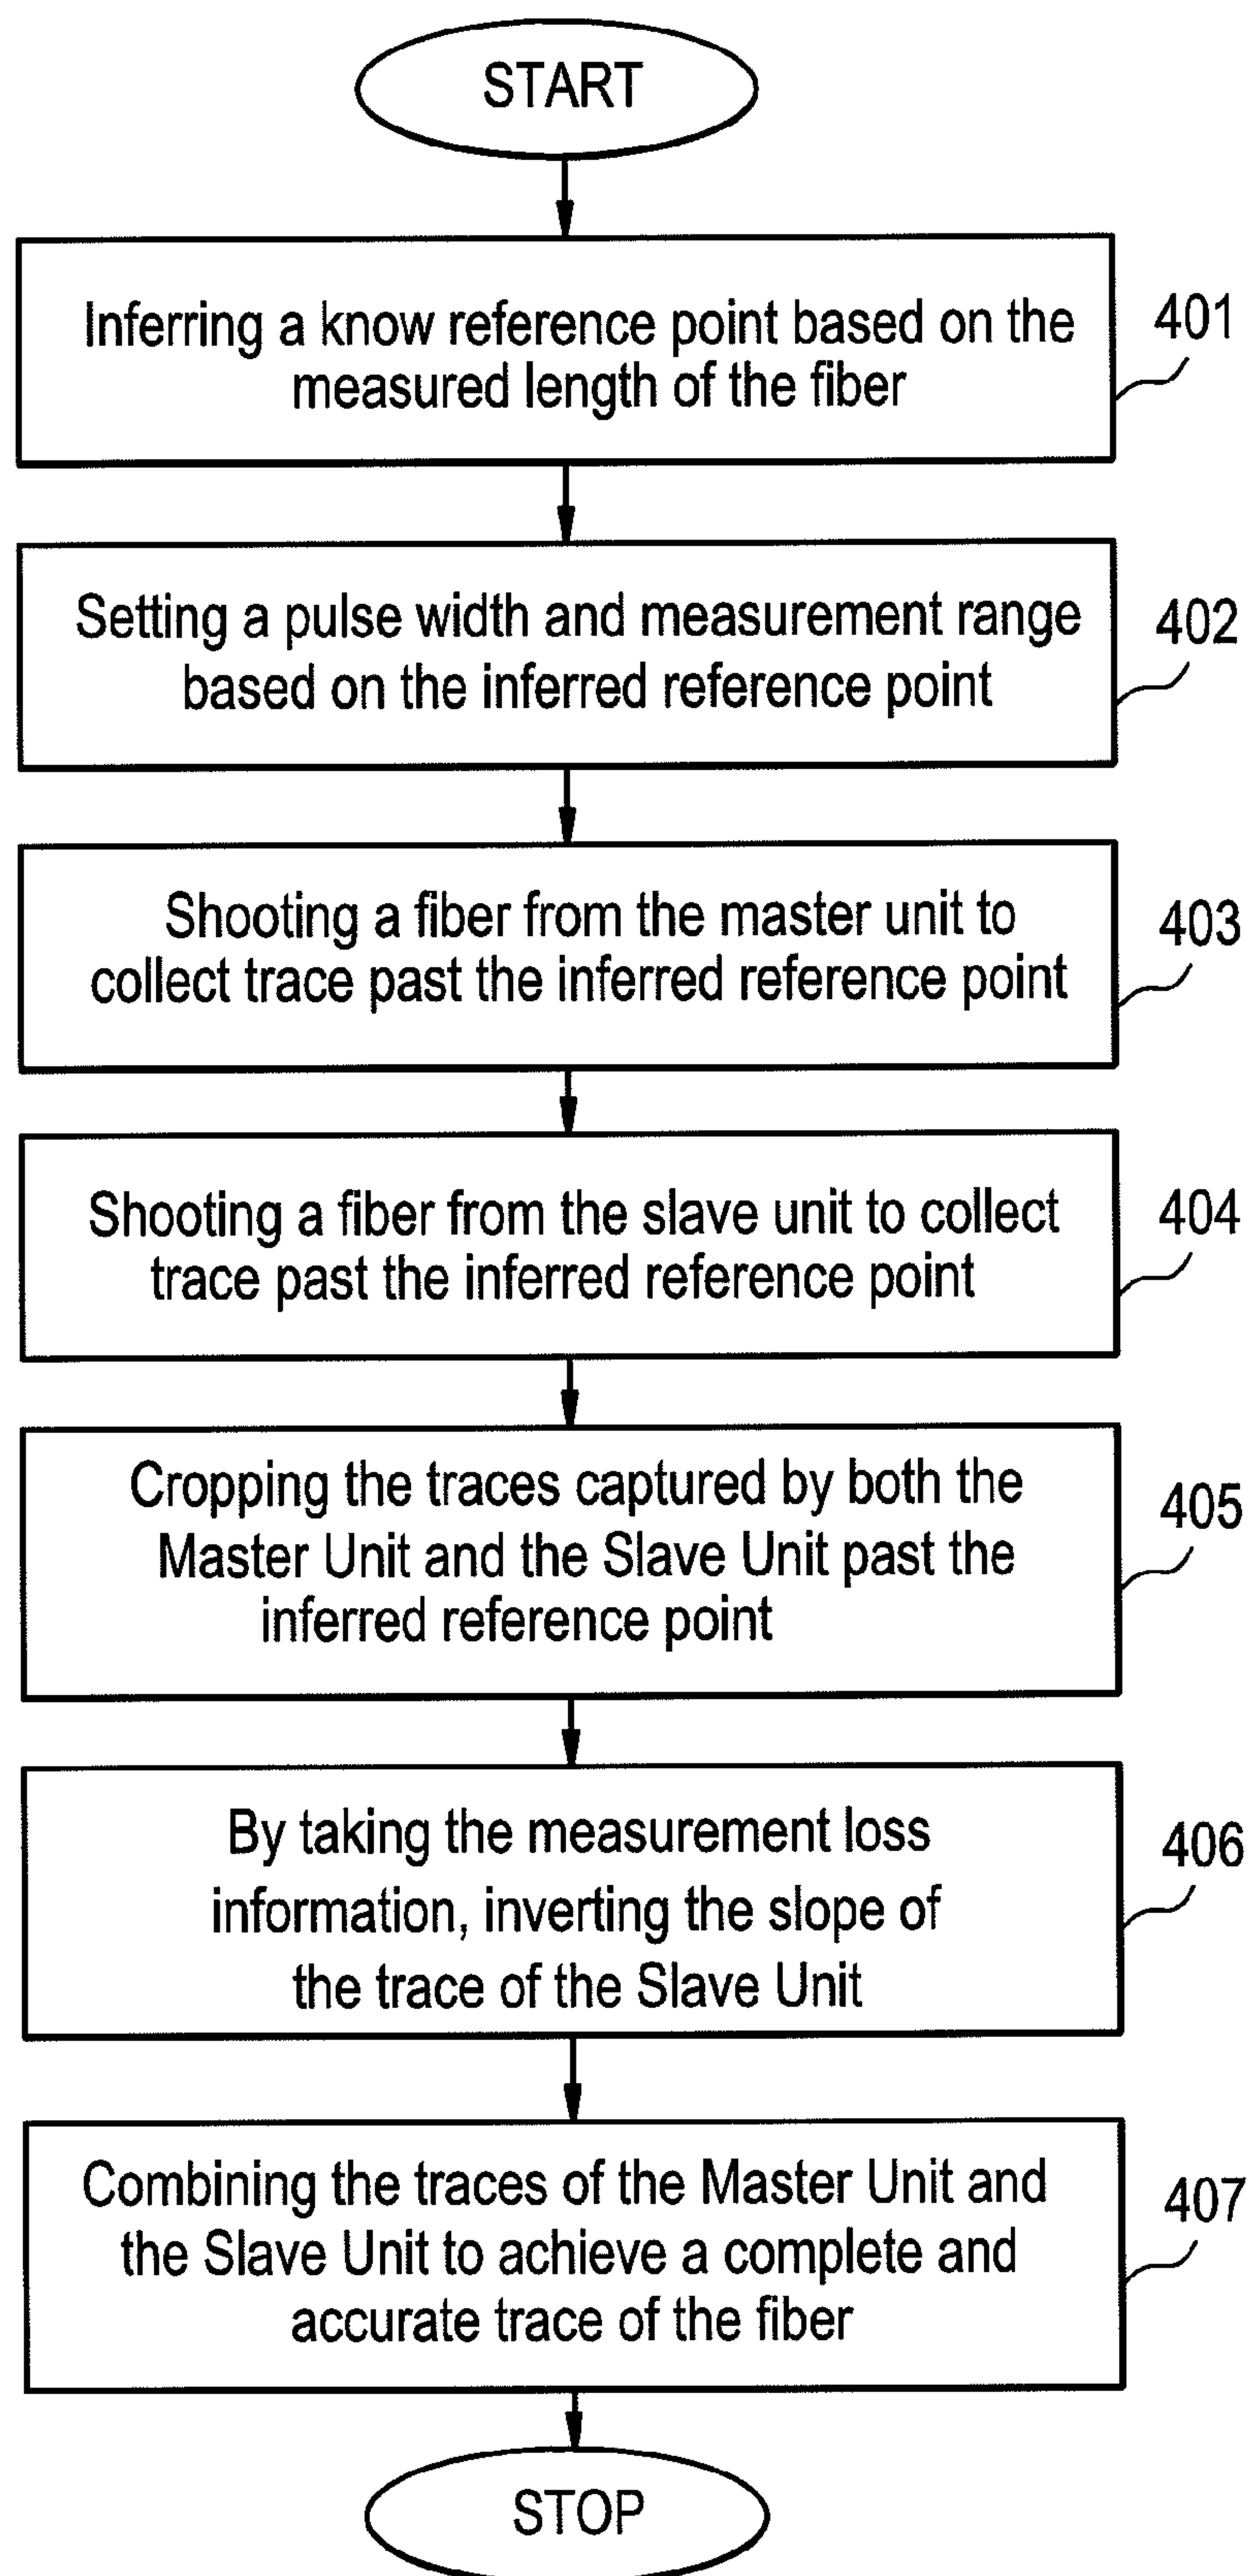 START
Inferring a know reference point based on the
measured length of the fiber
401
Setting a pulse width and measurement range
based on the inferred reference point
402
Shooting a fiber from the master unit to
collect trace past the inferred reference point
403
Shooting a fiber from the slave unit to collect
trace past the inferred reference point
404
Cropping the traces captured by both the
Master Unit and the Slave Unit past the
inferred reference point
405
By taking the measurement loss
information, inverting the slope of
the trace of the Slave Unit
406
Combining the traces of the Master Unit and
the Slave Unit to achieve a complete and
accurate trace of the fiber
407
STOP